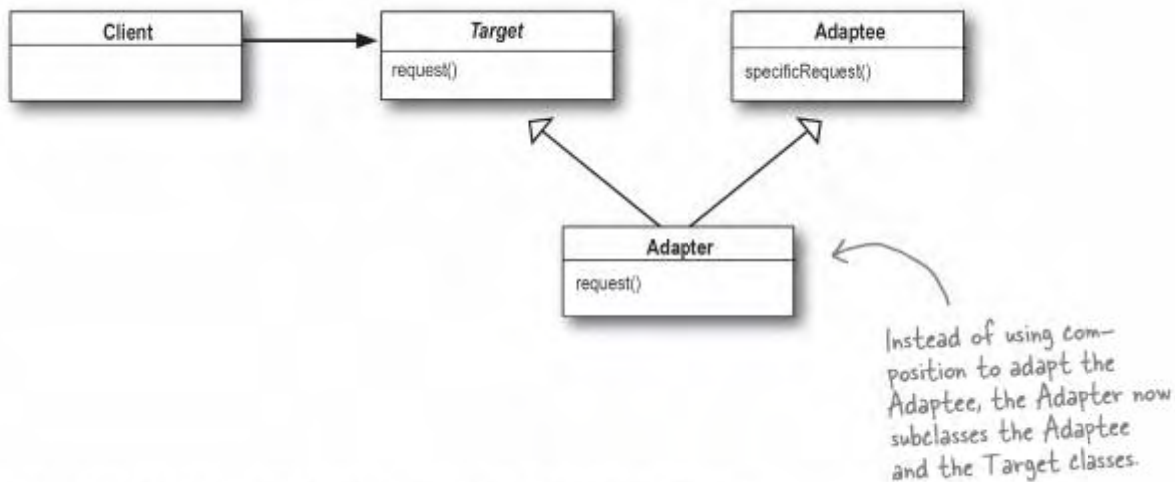 Client
Target
request()
Adaptee
specificRequest()
Adapter
request()
Instead of using com-
position to adapt the
Adaptee, the Adapter now
subclasses the Adaptee
and the Target classes.